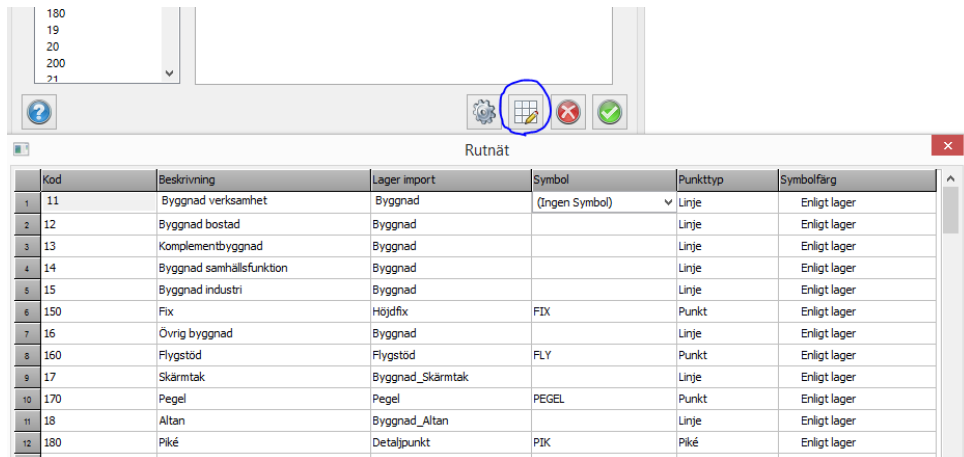 180
19
20
200
21
?
Rutnät
Kod Beskrivning Lager import Symbol Punkttyp Symbolfärg
1 11 Byggnad verksamhet Byggnad (Ingen Symbol) Linje Enligt lager
2 12 Byggnad bostad Byggnad Linje Enligt lager
3 13 Komplementbyggnad Byggnad Linje Enligt lager
4 14 Byggnad samhällsfunktion Byggnad Linje Enligt lager
5 15 Byggnad industri Byggnad Linje Enligt lager
6 150 Fix Höjdfix FIX Punkt Enligt lager
7 16 Övrig byggnad Byggnad Linje Enligt lager
8 160 Flygstöd Flygstöd FLY Punkt Enligt lager
9 17 Skärmtak Byggnad_Skärmtak Linje Enligt lager
10 170 Pegel Pegel PEGEL Punkt Enligt lager
11 18 Altan Byggnad_Altan Linje Enligt lager
12 180 Piké Detaljpunkt PIK Piké Enligt lager